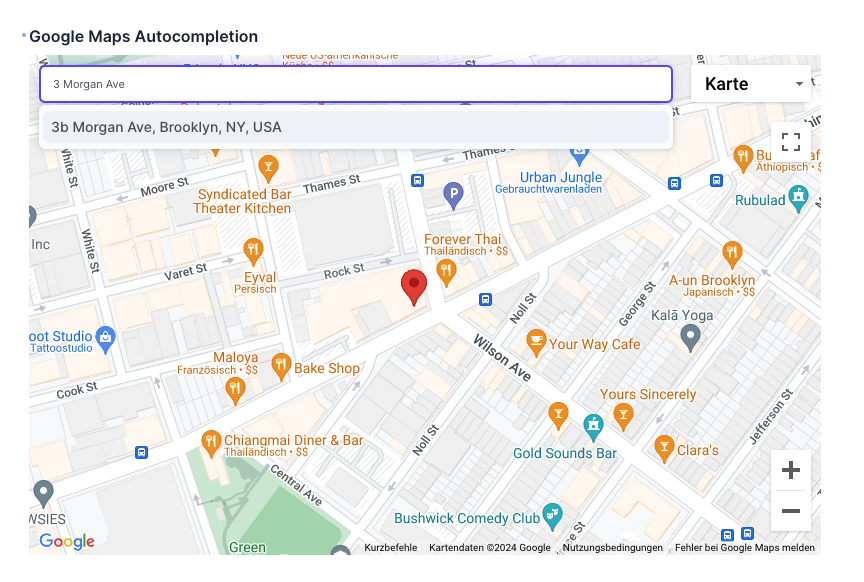 Google Maps Autocompletion
Neue US-amerikanische
Küche • $$
3 Morgan Ave
Karte
3b Morgan Ave, Brooklyn, NY, USA
White St
Moore St
Thames St
Thames St
Syndicated Bar
Theater Kitchen
Urban Jungle
Gebrauchtwarenladen
Äthiopisch • $
Rubulad
Inc
White St
Varet St
Rock St
Forever Thai
Thailändisch • $$
Eyval
Persisch
A-un Brooklyn
Japanisch • $$
George St
Noll St
Kalā Yoga
oot Studio
Tattoostudio
Wilson Ave
Your Way Cafe
Maloya
Französisch • $$
Bake Shop
Cook St
Yours Sincerely
Jefferson St
Noll St
Chiangmai Diner & Bar
Thailändisch • $$
Gold Sounds Bar
Clara's
Central Ave
WSIES
Bushwick Comedy Club
se St
Google
Green
Kurzbefehle
Kartendaten ©2024 Google
Nutzungsbedingungen
Fehler bei Google Maps melden